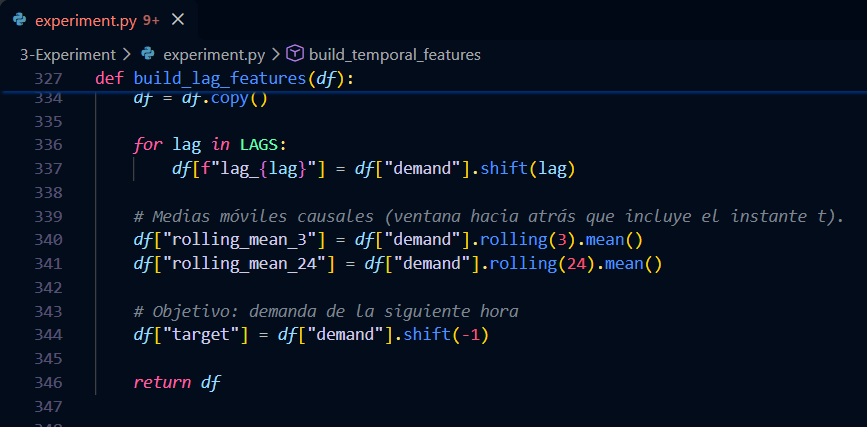 experiment.py 9+ ×
3-Experiment > experiment.py > build_temporal_features
327 def build_lag_features(df):
334 df = df.copy()
335
336 for lag in LAGS:
337 df[f"lag_{lag}"] = df["demand"].shift(lag)
338
339 # Medias móviles causales (ventana hacia atrás que incluye el instante t).
340 df["rolling_mean_3"] = df["demand"].rolling(3).mean()
341 df["rolling_mean_24"] = df["demand"].rolling(24).mean()
342
343 # Objetivo: demanda de la siguiente hora
344 df["target"] = df["demand"].shift(-1)
345
346 return df
347